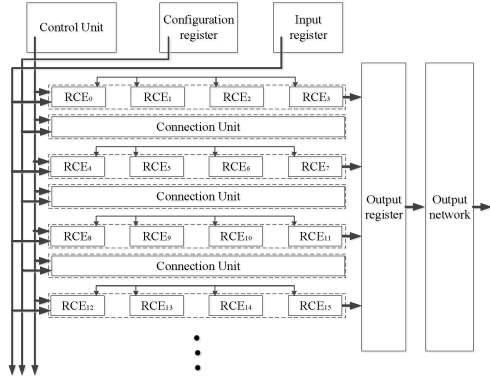 Control Unit
Configuration
register
Input
register
RCE0 RCE1 RCE2 RCE3
Connection Unit
RCE4 RCE5 RCE6 RCE7
Connection Unit
RCE8 RCE9 RCE10 RCE11
Connection Unit
RCE12 RCE13 RCE14 RCE15
Output
register
Output
network